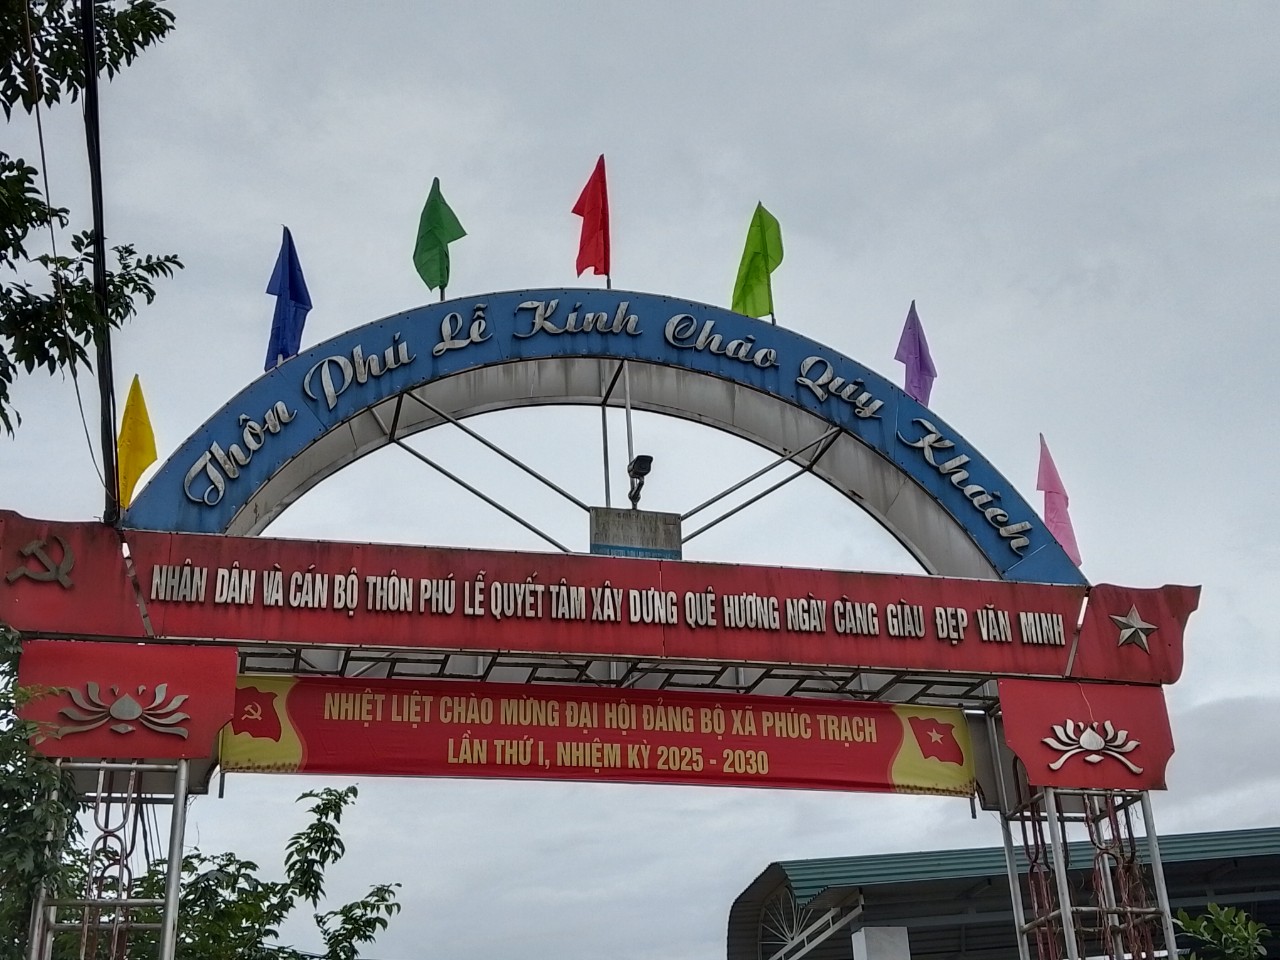 Thôn Phú Lễ Kính Chào Qúy Khách
NHÂN DÂN VÀ CÁN BỘ THÔN PHÚ LỄ QUYẾT TÂM XÂY DỰNG QUÊ HƯƠNG NGÀY CÀNG GIÀU ĐẸP VĂN MINH
NHIỆT LIỆT CHÀO MỪNG ĐẠI HỘI ĐẢNG BỘ XÃ PHÚC TRẠCH
LẦN THỨ I, NHIỆM KỲ 2025 - 2030